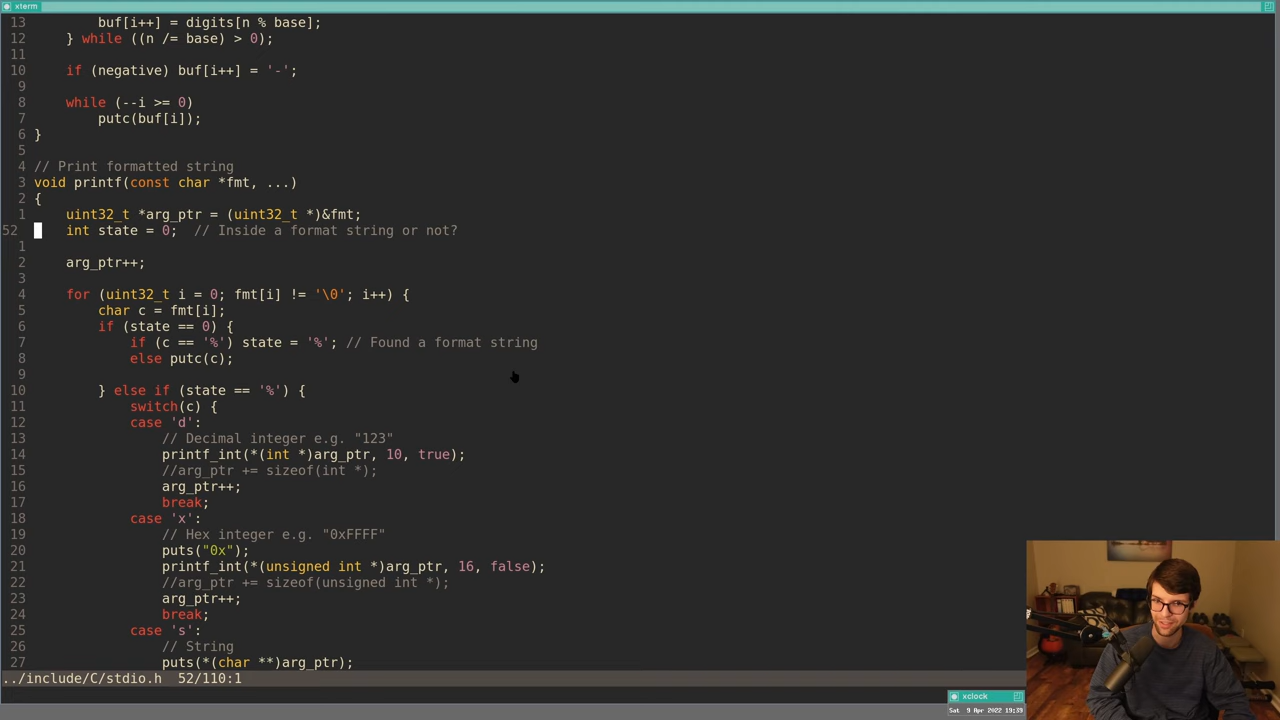 xterm
13         buf[i++] = digits[n % base];
12     } while ((n /= base) > 0);
11
10     if (negative) buf[i++] = '-';
9
8     while (--i >= 0)
7         putc(buf[i]);
6 }
5
4 // Print formatted string
3 void printf(const char *fmt, ...)
2 {
1     uint32_t *arg_ptr = (uint32_t *)&fmt;
52     int state = 0;  // Inside a format string or not?
1
2     arg_ptr++;
3
4     for (uint32_t i = 0; fmt[i] != '\0'; i++) {
5         char c = fmt[i];
6         if (state == 0) {
7             if (c == '%') state = '%'; // Found a format string
8             else putc(c);
9
10         } else if (state == '%') {
11             switch(c) {
12             case 'd':
13                 // Decimal integer e.g. "123"
14                 printf_int(*(int *)arg_ptr, 10, true);
15                 //arg_ptr += sizeof(int *);
16                 arg_ptr++;
17                 break;
18             case 'x':
19                 // Hex integer e.g. "0xFFFF"
20                 puts("0x");
21                 printf_int(*(unsigned int *)arg_ptr, 16, false);
22                 //arg_ptr += sizeof(unsigned int *);
23                 arg_ptr++;
24                 break;
25             case 's':
26                 // String
27                 puts(*(char **)arg_ptr);
../include/C/stdio.h  52/110:1
xclock
Sat  9 Apr 2022 19:39